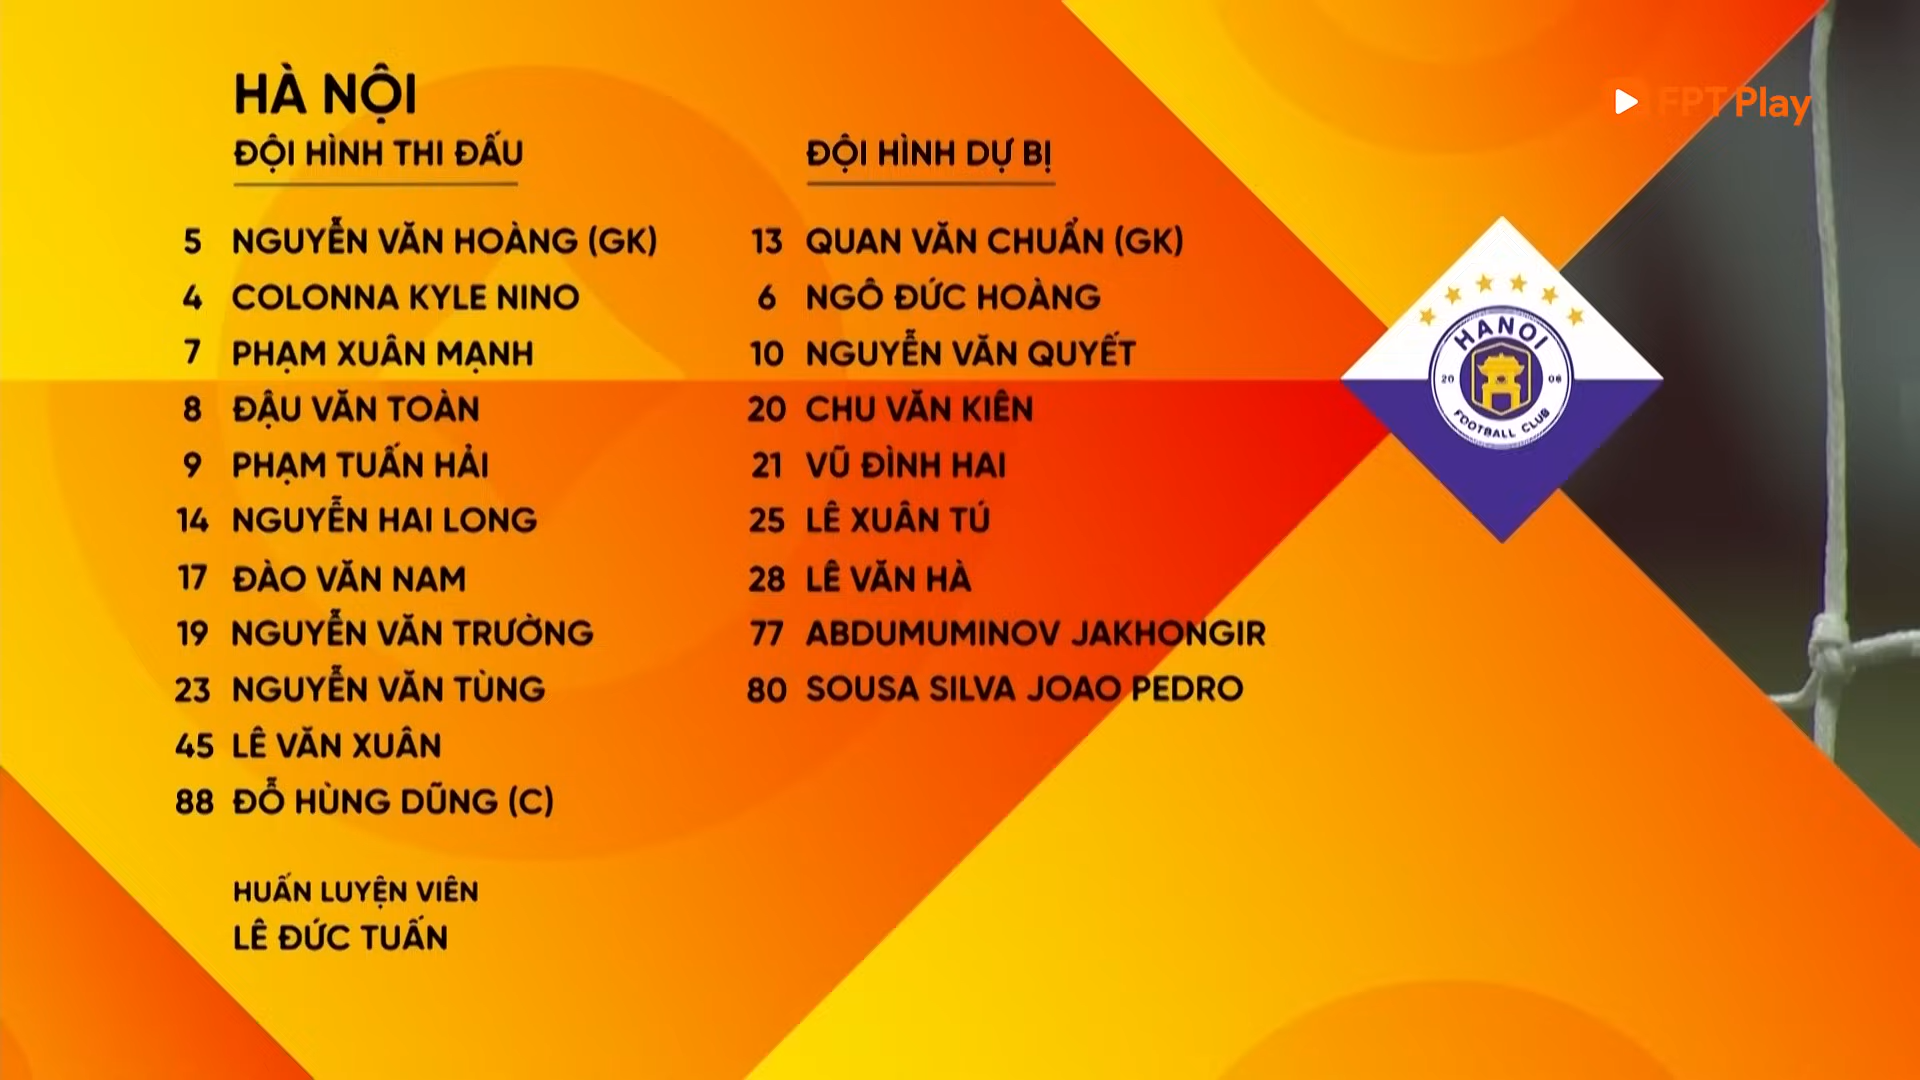 HÀ NỘI
ĐỘI HÌNH THI ĐẤU
5 NGUYỄN VĂN HOÀNG (GK)
4 COLONNA KYLE NINO
7 PHẠM XUÂN MẠNH
8 ĐẬU VĂN TOÀN
9 PHẠM TUẤN HẢI
14 NGUYỄN HAI LONG
17 ĐÀO VĂN NAM
19 NGUYỄN VĂN TRƯỜNG
23 NGUYỄN VĂN TÙNG
45 LÊ VĂN XUÂN
88 ĐỖ HÙNG DŨNG (C)
HUẤN LUYỆN VIÊN
LÊ ĐỨC TUẤN
ĐỘI HÌNH DỰ BỊ
13 QUAN VĂN CHUẨN (GK)
6 NGÔ ĐỨC HOÀNG
10 NGUYỄN VĂN QUYẾT
20 CHU VĂN KIÊN
21 VŨ ĐÌNH HAI
25 LÊ XUÂN TÚ
28 LÊ VĂN HÀ
77 ABDUMUMINOV JAKHONGIR
80 SOUSA SILVA JOAO PEDRO
FPT Play
HANOI
20 06
FOOTBALL CLUB